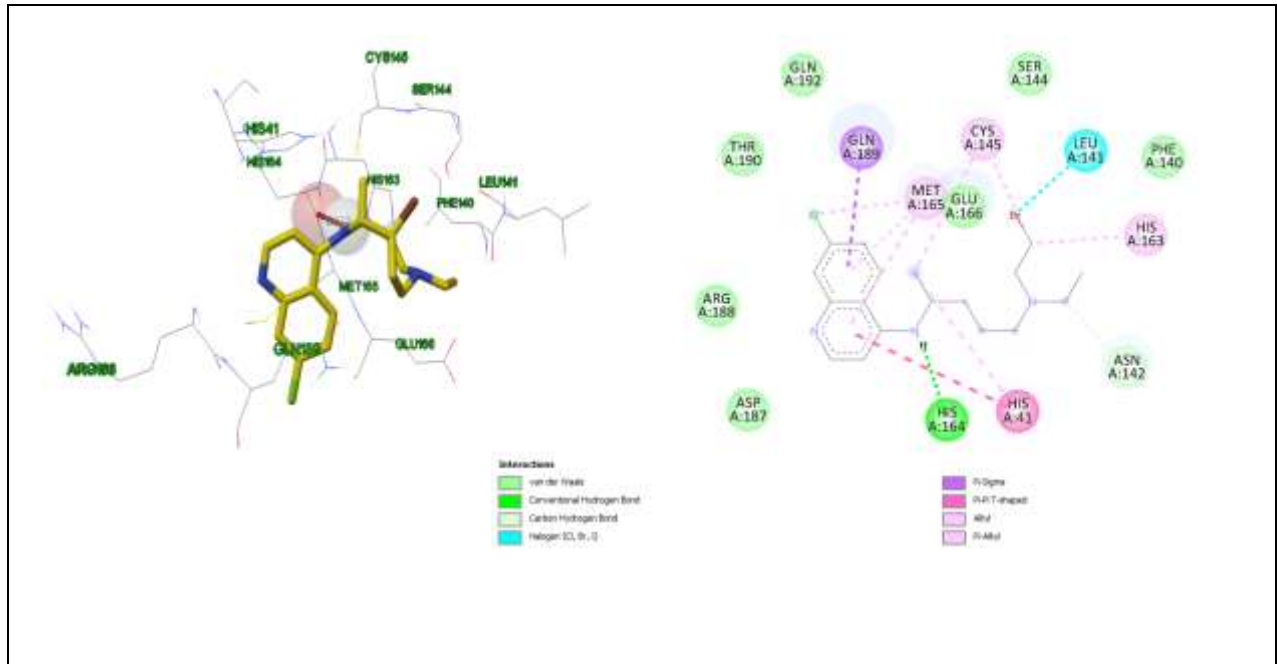 CYS145
SER144
HIS41
HIS164
HIS163
LEU141
PHE140
MET165
GLU166
GLN189
ARG188
GLN
A:192
SER
A:144
THR
A:190
GLN
A:189
CYS
A:145
LEU
A:141
PHE
A:140
MET
A:165
GLU
A:166
HIS
A:163
ARG
A:188
ASN
A:142
ASP
A:187
HIS
A:164
HIS
A:41
H
Interactions
van der Waals
Conventional Hydrogen Bond
Carbon Hydrogen Bond
Halogen (Cl, Br, I)
Pi-Sigma
Pi-Pi T-shaped
Alkyl
Pi-Alkyl